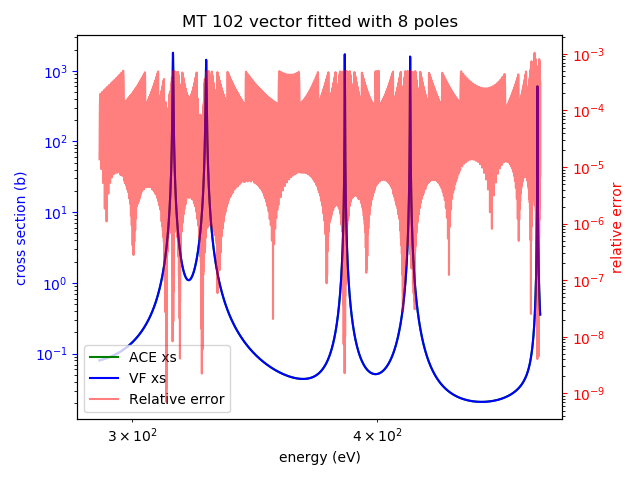 MT 102 vector fitted with 8 poles
cross section (b)
10³
10²
10¹
10⁰
10⁻¹
10⁻³
10⁻⁴
10⁻⁵
10⁻⁶
10⁻⁷
10⁻⁸
10⁻⁹
relative error
ACE xs
VF xs
Relative error
3 × 10² 4 × 10²
energy (eV)